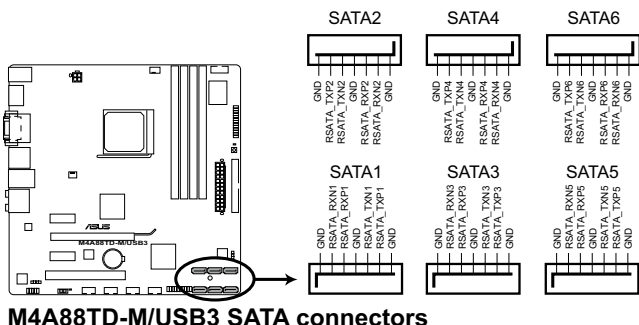 SATA2 SATA4 SATA6
GND RSATA_TXP2 RSATA_TXN2 GND RSATA_RXP2 RSATA_RXN2 GND
GND RSATA_TXP4 RSATA_TXN4 GND RSATA_RXP4 RSATA_RXN4 GND
GND RSATA_TXP6 RSATA_TXN6 GND RSATA_RXP6 RSATA_RXN6 GND
SATA1 SATA3 SATA5
GND RSATA_RXN1 RSATA_RXP1 GND RSATA_TXN1 RSATA_TXP1 GND
GND RSATA_RXN3 RSATA_RXP3 GND RSATA_TXN3 RSATA_TXP3 GND
GND RSATA_RXN5 RSATA_RXP5 GND RSATA_TXN5 RSATA_TXP5 GND
ASUS
M4A88TD-M/USB3
M4A88TD-M/USB3 SATA connectors